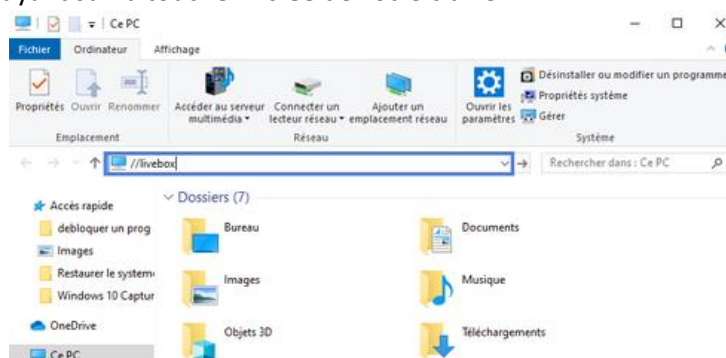 Ce PC
Fichier Ordinateur Affichage
Propriétés Ouvrir Renommer
Accéder au serveur multimédia
Connecter un lecteur réseau
Ajouter un emplacement réseau
Ouvrir les paramètres
Désinstaller ou modifier un programme
Propriétés système
Gérer
Emplacement Réseau Système
//livebox
Rechercher dans : Ce PC
Accès rapide
debloquer un prog
Images
Restaurer le système
Windows 10 Captur
OneDrive
Ce PC
Dossiers (7)
Bureau Documents
Images Musique
Objets 3D Téléchargements